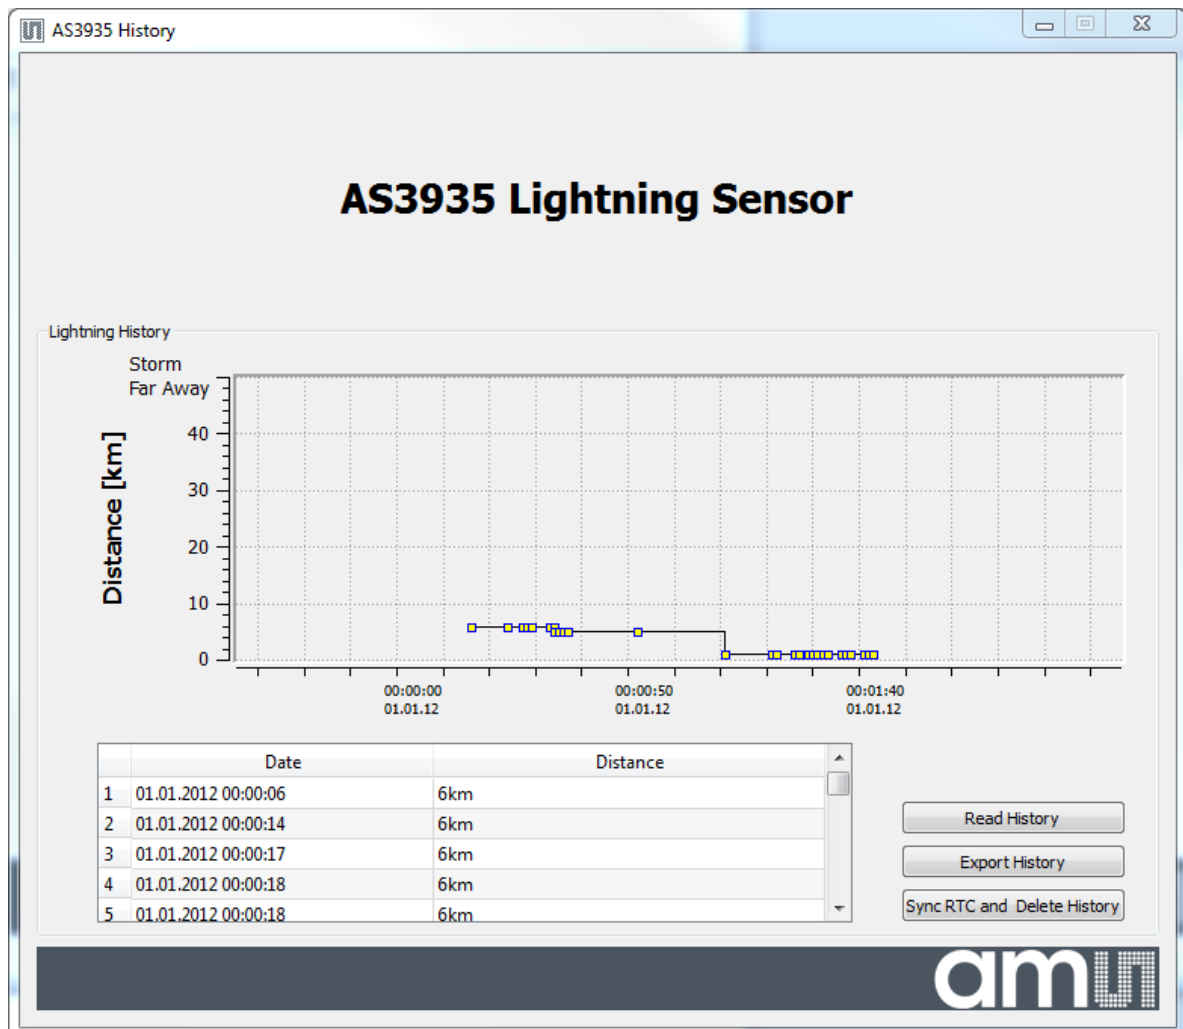 AS3935 History
AS3935 Lightning Sensor
Lightning History
Storm
Far Away
Distance [km]
40
30
20
10
0
00:00:00 00:00:50 00:01:40
01.01.12 01.01.12 01.01.12
Date Distance
1 01.01.2012 00:00:06 6km
2 01.01.2012 00:00:14 6km
3 01.01.2012 00:00:17 6km
4 01.01.2012 00:00:18 6km
5 01.01.2012 00:00:18 6km
Read History
Export History
Sync RTC and  Delete History
am